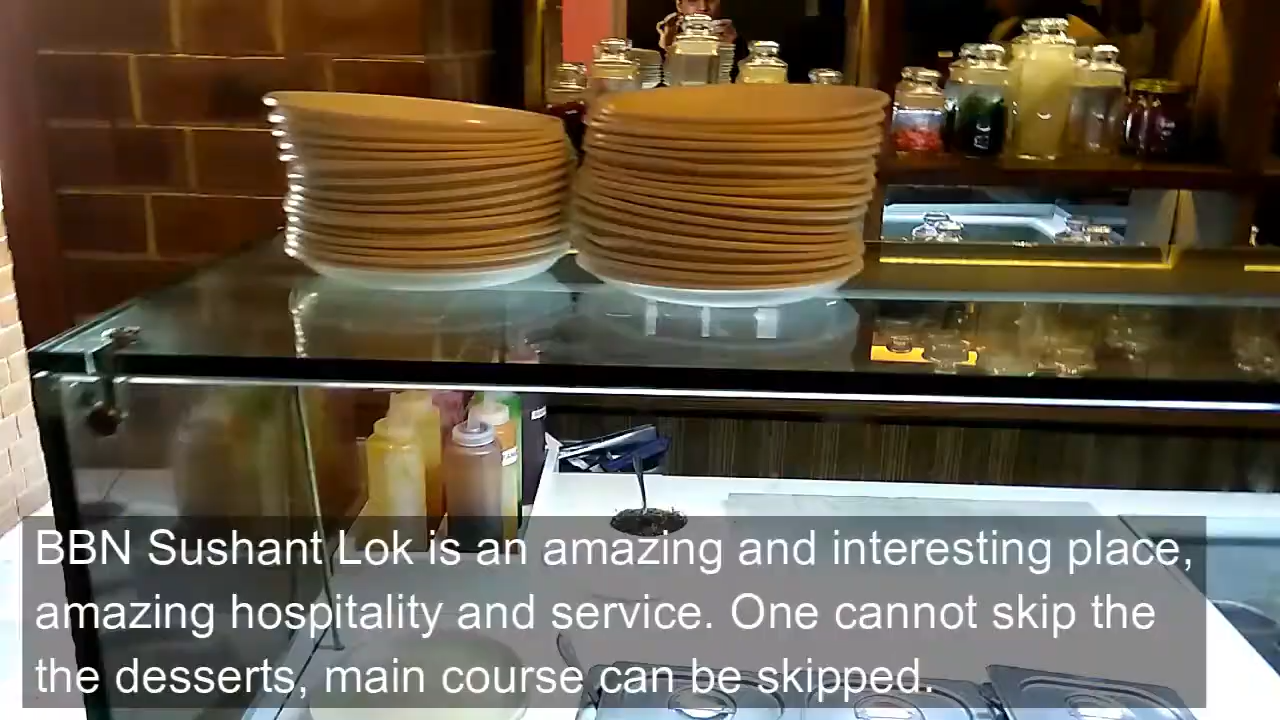 BBN Sushant Lok is an amazing and interesting place,
amazing hospitality and service. One cannot skip the
the desserts, main course can be skipped.